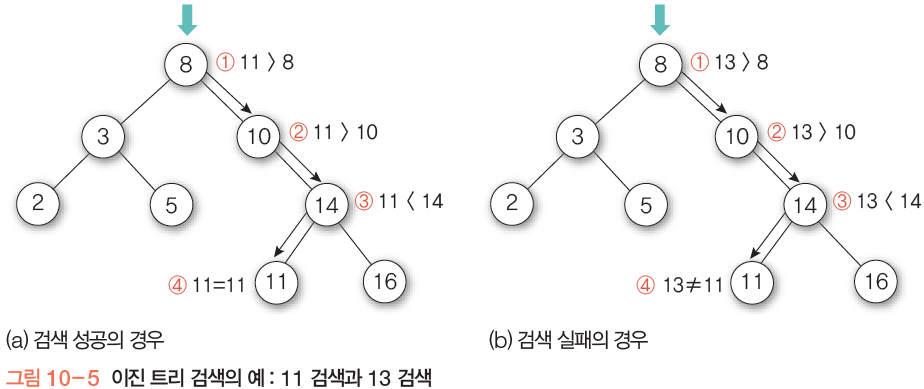 8
① 11 〉 8
3
10
② 11 〉 10
2
5
14
③ 11 〈 14
④ 11=11
11
16
(a) 검색 성공의 경우
8
① 13 〉 8
3
10
② 13 〉 10
2
5
14
③ 13 〈 14
④ 13≠11
11
16
(b) 검색 실패의 경우
그림 10-5 이진 트리 검색의 예 : 11 검색과 13 검색